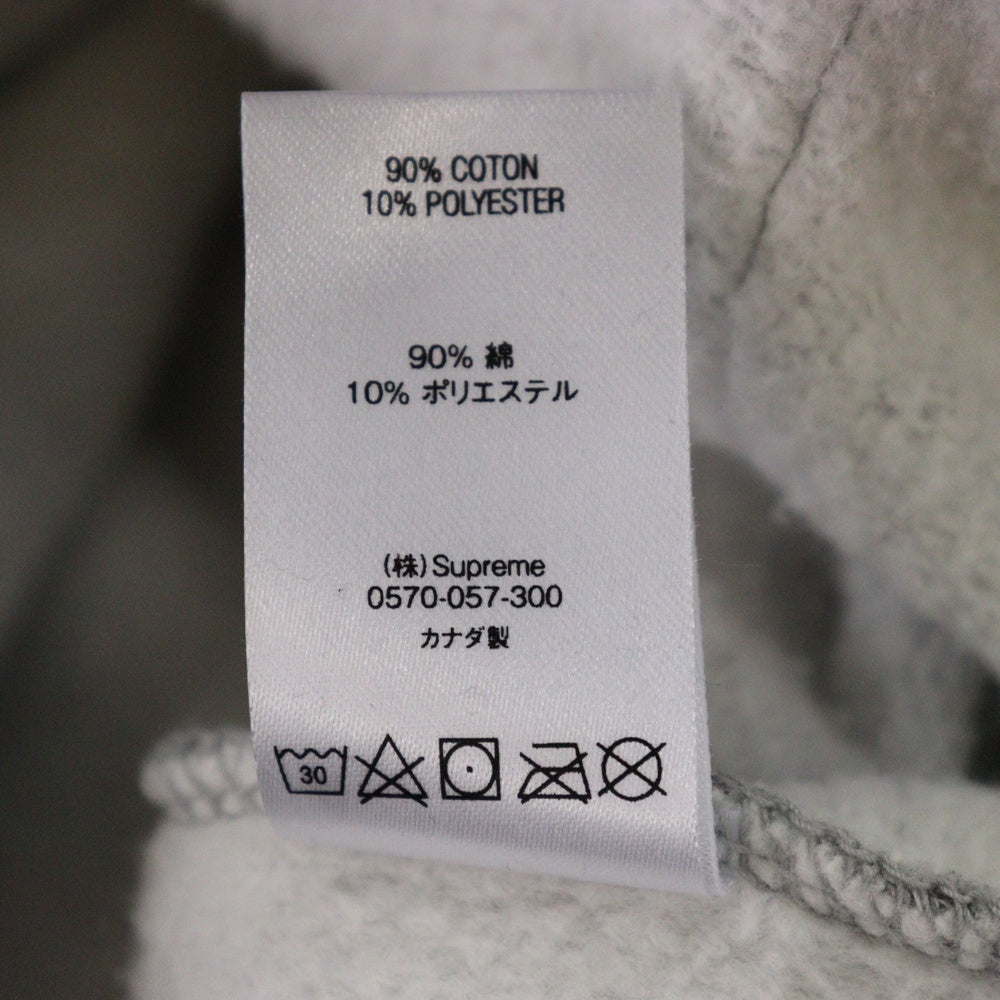 90% COTON
10% POLYESTER
90% 綿
10% ポリエステル
(株)Supreme
0570-057-300
カナダ製
30